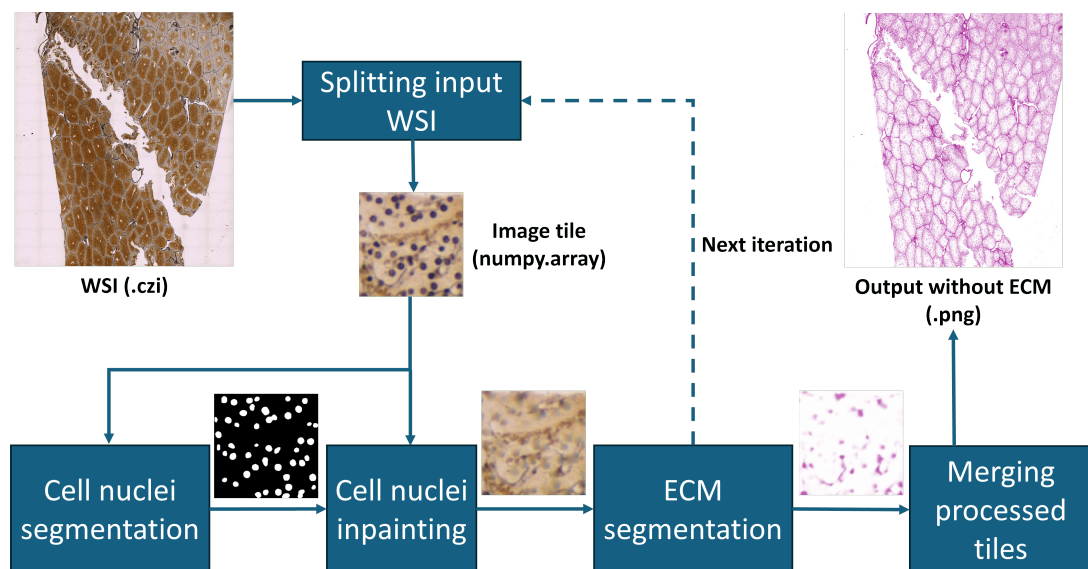 Splitting input
WSI
WSI (.czi)
Image tile
(numpy.array)
Next iteration
Output without ECM
(.png)
Cell nuclei
segmentation
Cell nuclei
inpainting
ECM
segmentation
Merging
processed
tiles